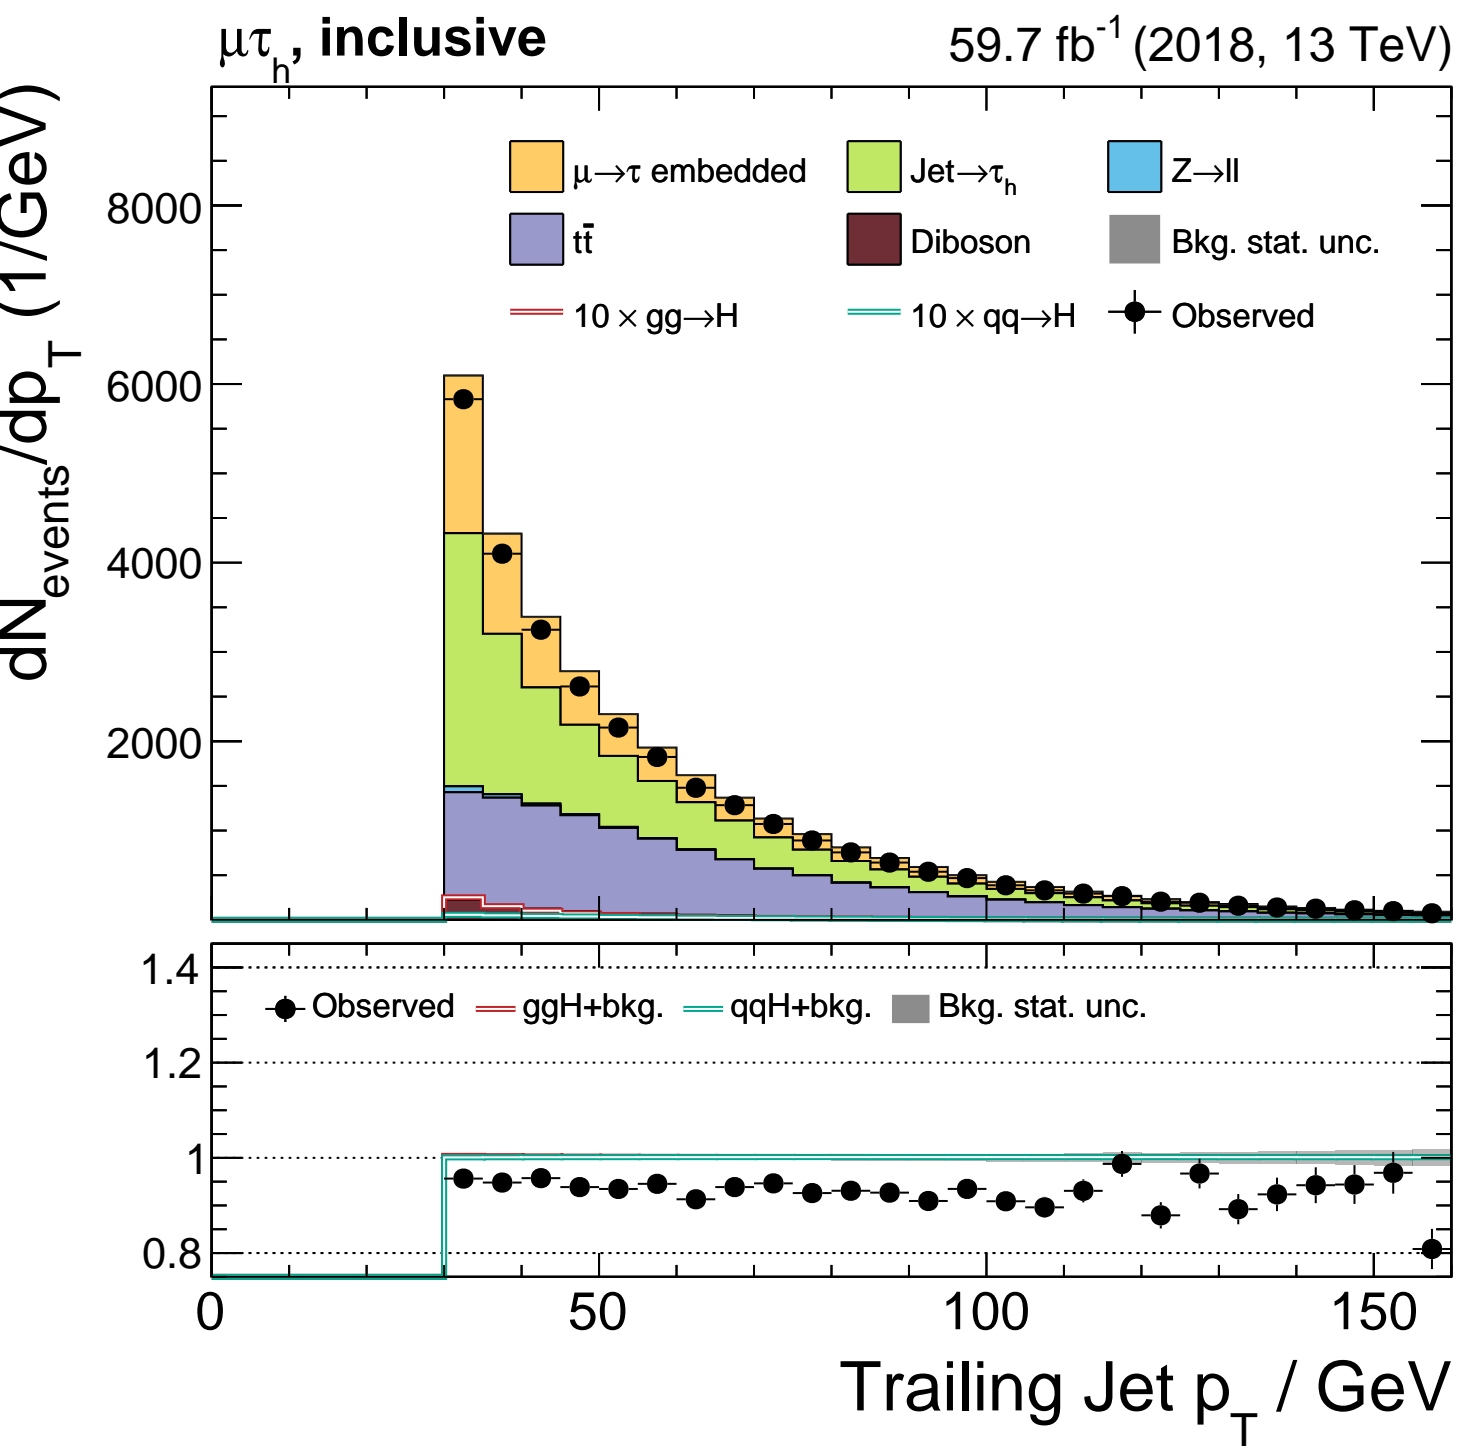 μτh, inclusive 59.7 fb-1 (2018, 13 TeV)
dNevents/dpT (1/GeV)
μ→τ embedded Jet→τh Z→ll
tt̄ Diboson Bkg. stat. unc.
10 × gg→H 10 × qq→H Observed
8000
6000
4000
2000
1.4
Observed ggH+bkg. qqH+bkg. Bkg. stat. unc.
1.2
1
0.8
0 50 100 150
Trailing Jet pT / GeV